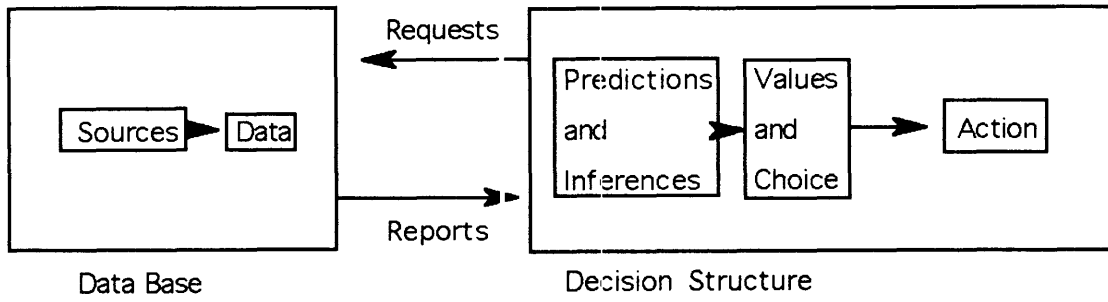 Requests
Sources
Data
Predictions
and
Inferences
Values
and
Choice
Action
Reports
Data Base
Decision Structure